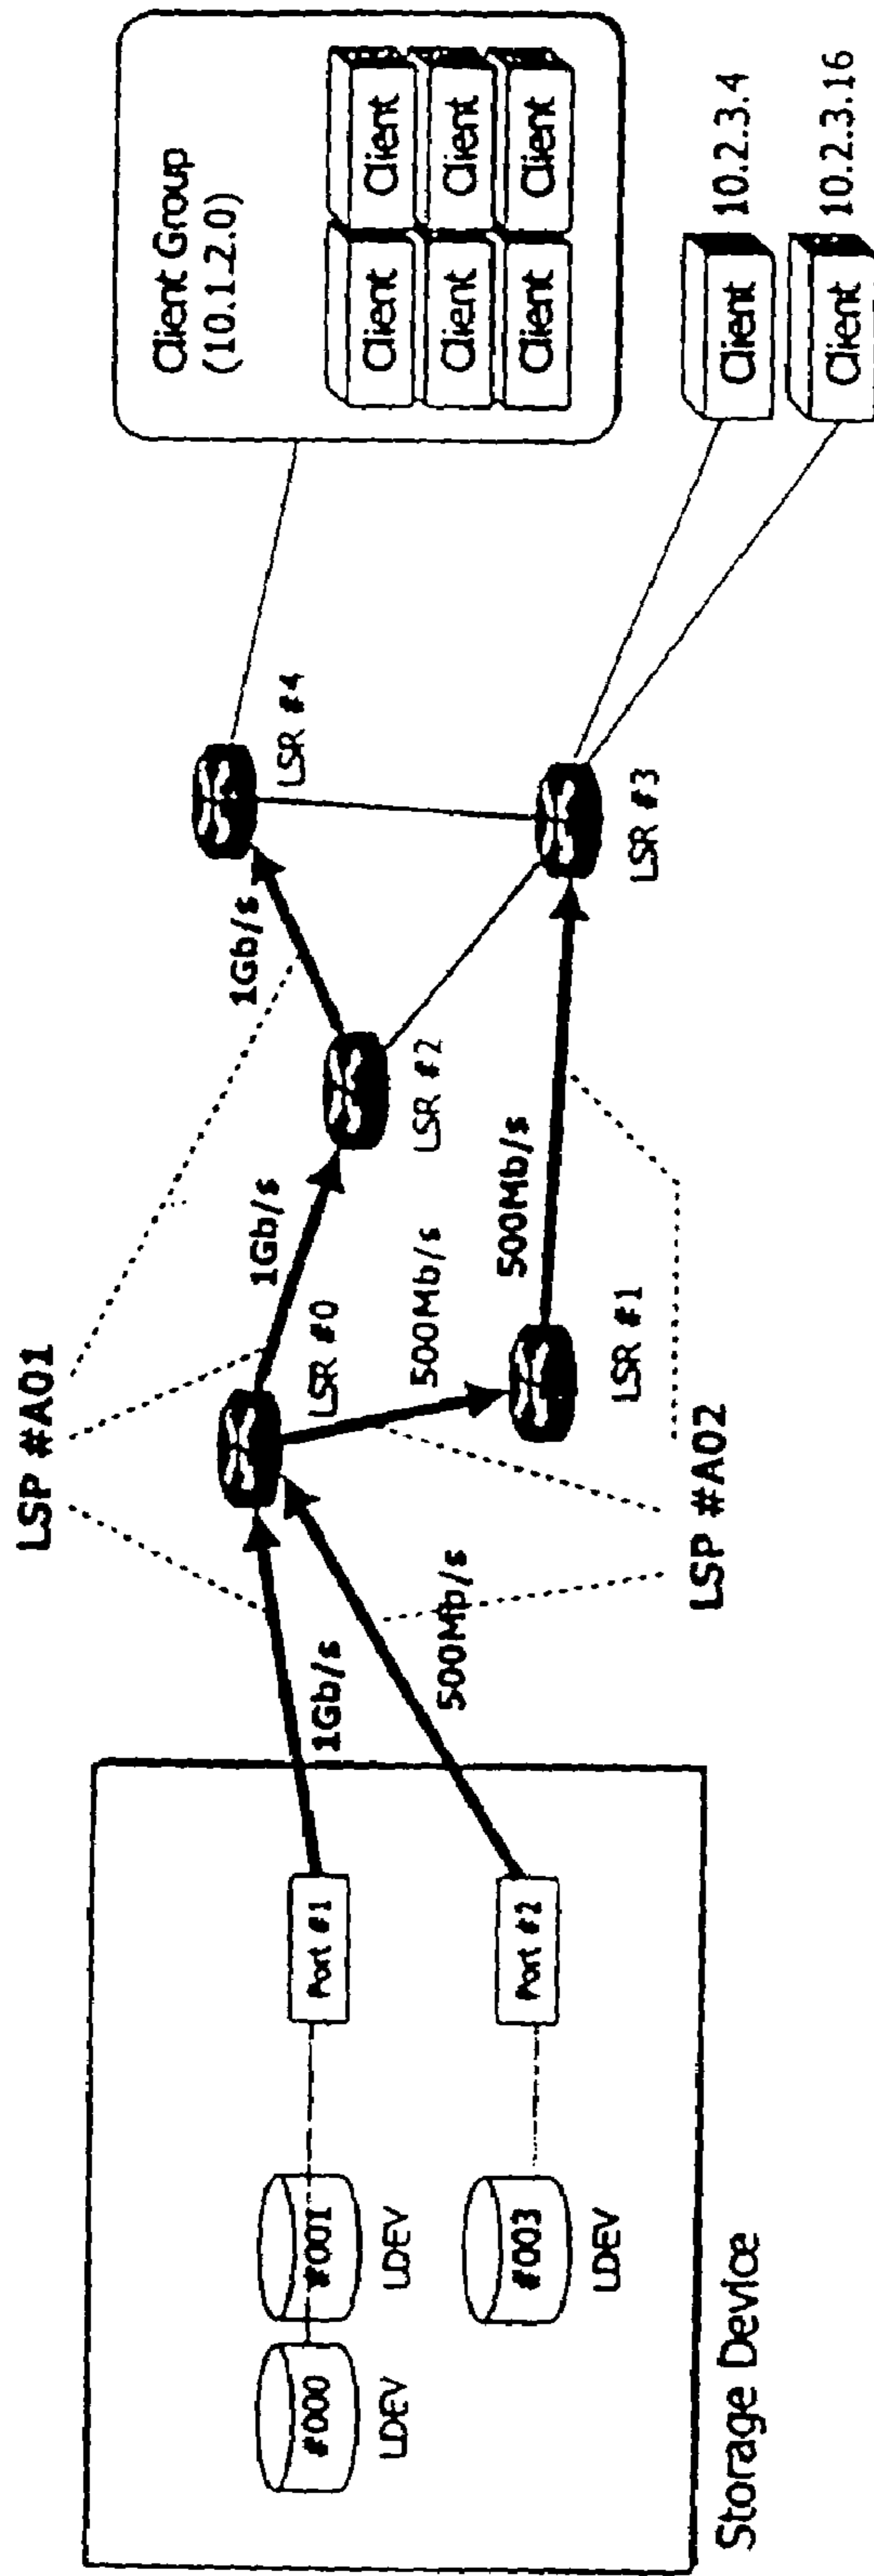 LSP #A01
Client Group
(10.1.2.0)
Client
Client
Client
Client
Client
Client
LSR #4
1Gb/s
LSR #2
1Gb/s
LSR #0
500Mb/s
1Gb/s
500Mb/s
LSR #1
500Mb/s
LSR #3
Client
10.2.3.4
Client
10.2.3.16
LSP #A02
Port #1
Port #2
#000
LDEV
#001
LDEV
#003
LDEV
Storage Device